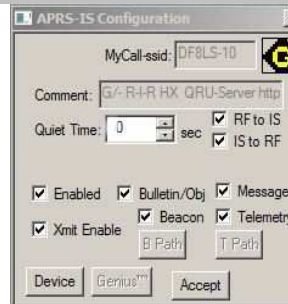 APRS-IS Configuration
MyCall-ssid: DF8LS-10
G
Comment: G/- R-I-R HX QRU-Server http
Quiet Time: 0 sec
RF to IS
IS to RF
Enabled Bulletin/Obj Message
Beacon Telemetry
Xmit Enable
B Path T Path
Device Genius™ Accept